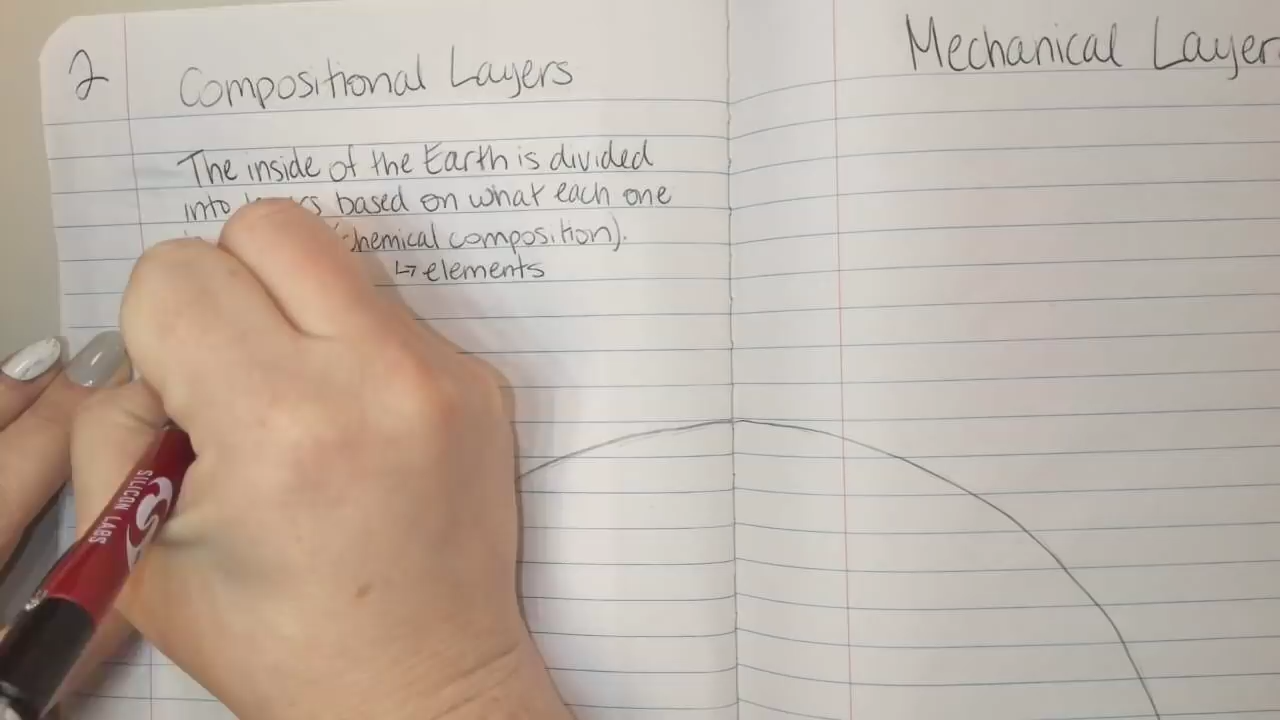 2
Compositional Layers
Mechanical Layer
The inside of the Earth is divided
into based on what each one
(chemical composition).
↳ elements
SILICON LABS